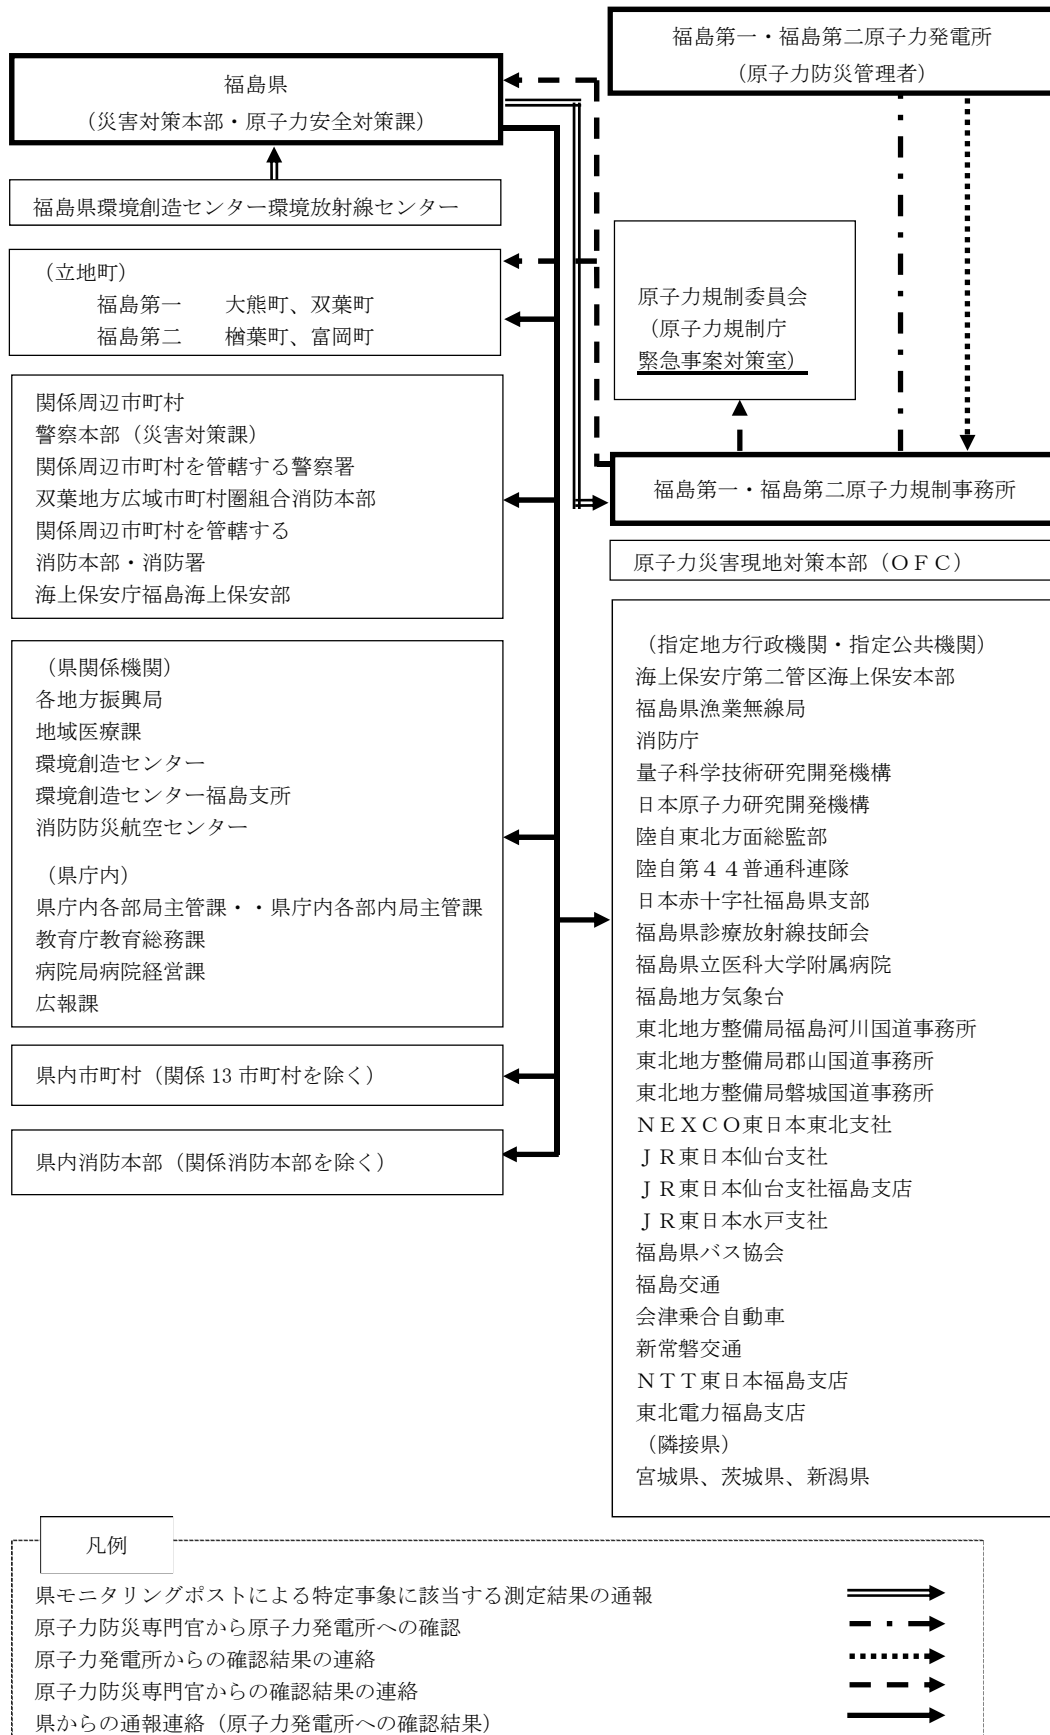 福島第一・福島第二原子力発電所
（原子力防災管理者）
福島県
（災害対策本部・原子力安全対策課）
福島県環境創造センター環境放射線センター
（立地町）
福島第一　　大熊町、双葉町
福島第二　　楢葉町、富岡町
原子力規制委員会
（原子力規制庁
緊急事案対策室）
関係周辺市町村
警察本部（災害対策課）
関係周辺市町村を管轄する警察署
双葉地方広域市町村圏組合消防本部
関係周辺市町村を管轄する
消防本部・消防署
海上保安庁福島海上保安部
福島第一・福島第二原子力規制事務所
原子力災害現地対策本部（ＯＦＣ）
（県関係機関）
各地方振興局
地域医療課
環境創造センター
環境創造センター福島支所
消防防災航空センター
（県庁内）
県庁内各部局主管課・・県庁内各部内局主管課
教育庁教育総務課
病院局病院経営課
広報課
県内市町村（関係 13 市町村を除く）
県内消防本部（関係消防本部を除く）
（指定地方行政機関・指定公共機関）
海上保安庁第二管区海上保安本部
福島県漁業無線局
消防庁
量子科学技術研究開発機構
日本原子力研究開発機構
陸自東北方面総監部
陸自第４４普通科連隊
日本赤十字社福島県支部
福島県診療放射線技師会
福島県立医科大学附属病院
福島地方気象台
東北地方整備局福島河川国道事務所
東北地方整備局郡山国道事務所
東北地方整備局磐城国道事務所
ＮＥＸＣＯ東日本東北支社
ＪＲ東日本仙台支社
ＪＲ東日本仙台支社福島支店
ＪＲ東日本水戸支社
福島県バス協会
福島交通
会津乗合自動車
新常磐交通
ＮＴＴ東日本福島支店
東北電力福島支店
（隣接県）
宮城県、茨城県、新潟県
凡例
県モニタリングポストによる特定事象に該当する測定結果の通報
原子力防災専門官から原子力発電所への確認
原子力発電所からの確認結果の連絡
原子力防災専門官からの確認結果の連絡
県からの通報連絡（原子力発電所への確認結果）